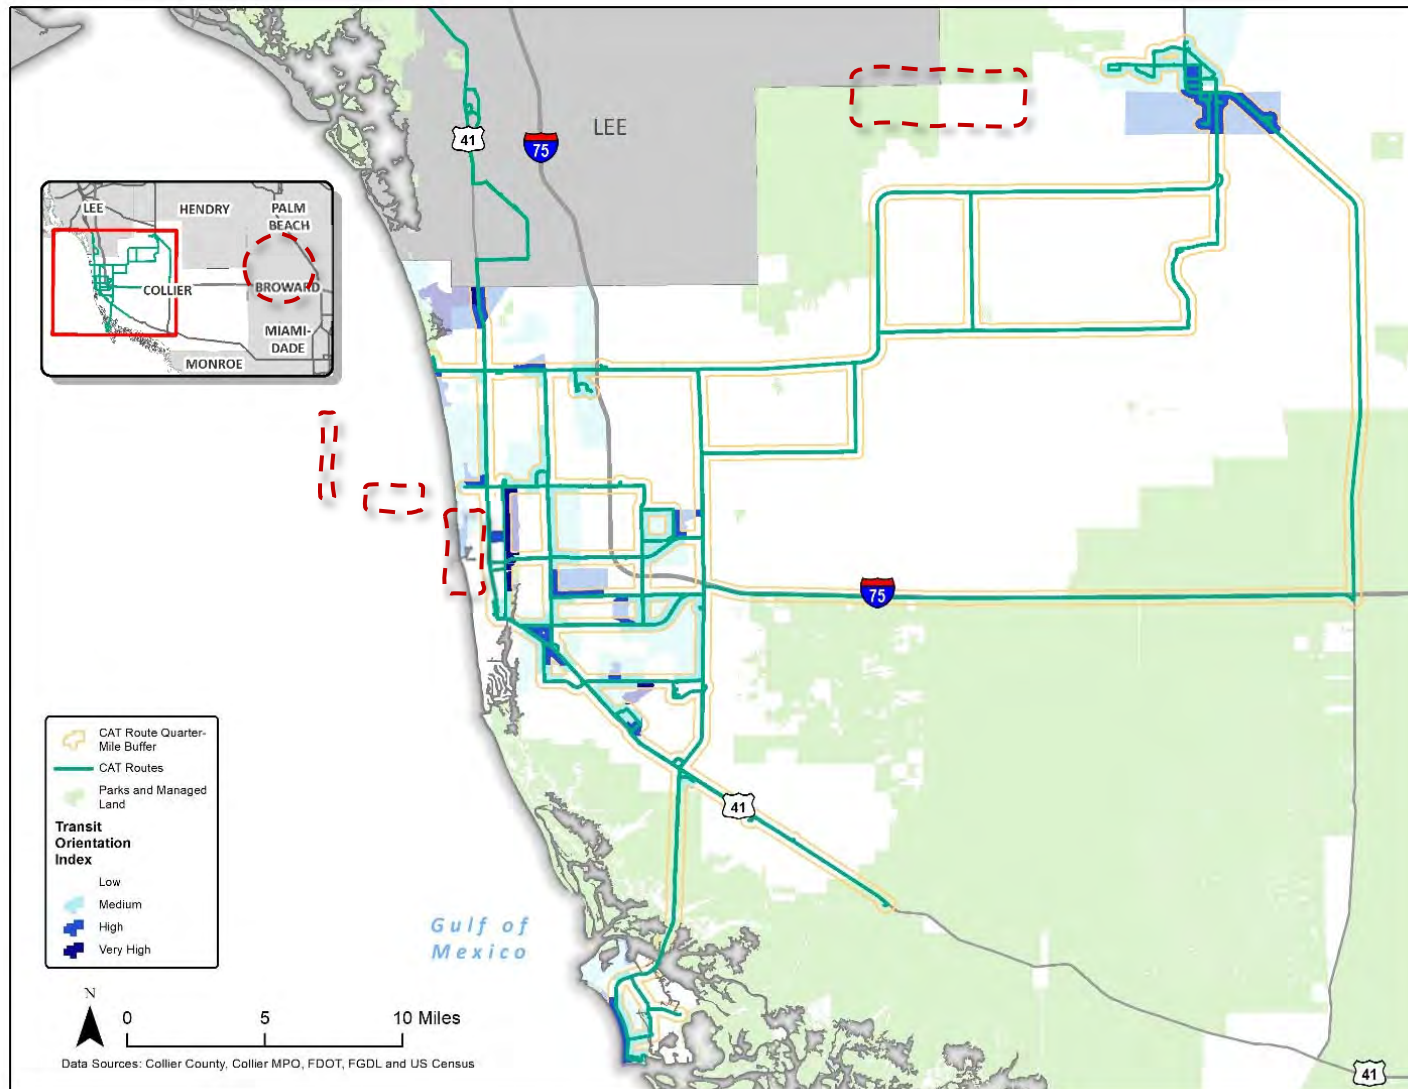 LEE
41
75
LEE
HENDRY
PALM
BEACH
COLLIER
BROWARD
MIAMI-
DADE
MONROE
75
41
CAT Route Quarter-
Mile Buffer
CAT Routes
Parks and Managed
Land
Transit
Orientation
Index
Low
Medium
High
Very High
Gulf of
Mexico
N
0 5 10 Miles
Data Sources: Collier County, Collier MPO, FDOT, FGDL and US Census
41